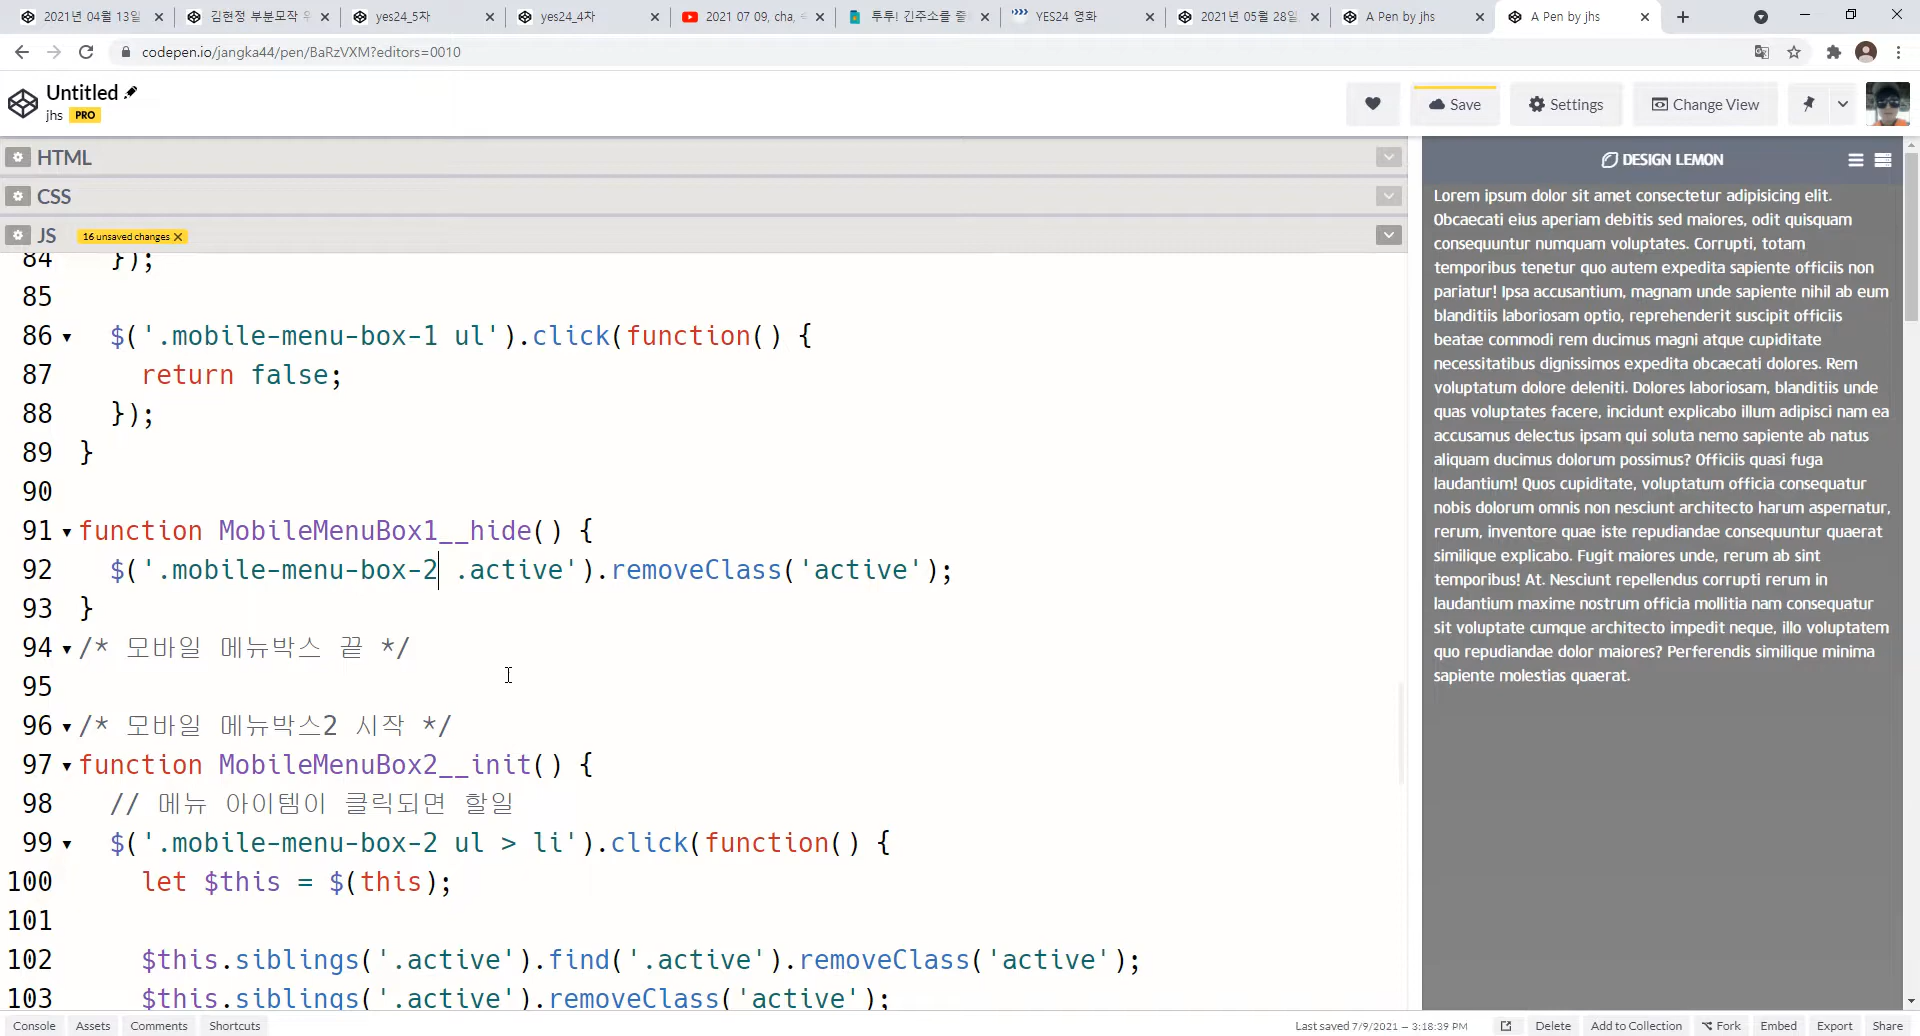 2021년 04월 13일
김현정 부분모작
yes24_5차
yes24_4차
2021 07 09, cha,
투투! 긴주소를 줄
YES24 영화
2021년 05월 28일
A Pen by jhs
A Pen by jhs
codepen.io/jangka44/pen/BaRzVXM?editors=0010
Untitled
jhs PRO
Save
Settings
Change View
HTML
CSS
JS
16 unsaved changes
84 });
85
86 $('.mobile-menu-box-1 ul').click(function() {
87 return false;
88 });
89 }
90
91 function MobileMenuBox1__hide() {
92 $('.mobile-menu-box-2 .active').removeClass('active');
93 }
94 /* 모바일 메뉴박스 끝 */
95
96 /* 모바일 메뉴박스2 시작 */
97 function MobileMenuBox2__init() {
98 // 메뉴 아이템이 클릭되면 할일
99 $('.mobile-menu-box-2 ul > li').click(function() {
100 let $this = $(this);
101
102 $this.siblings('.active').find('.active').removeClass('active');
103 $this.siblings('.active').removeClass('active');
DESIGN LEMON
Lorem ipsum dolor sit amet consectetur adipisicing elit.
Obcaecati eius aperiam debitis sed maiores, odit quisquam
consequuntur numquam voluptates. Corrupti, totam
temporibus tenetur quo autem expedita sapiente officiis non
pariatur! Ipsa accusantium, magnam unde sapiente nihil ab eum
blanditiis laboriosam optio, reprehenderit suscipit officiis
beatae commodi rem ducimus magni atque cupiditate
necessitatibus dignissimos expedita obcaecati dolores. Rem
voluptatum dolore deleniti. Dolores laboriosam, blanditiis unde
quas voluptates facere, incidunt explicabo illum adipisci nam ea
accusamus delectus ipsam qui soluta nemo sapiente ab natus
aliquam ducimus dolorum possimus? Officiis quasi fuga
laudantium! Quos cupiditate, voluptatum officia consequatur
nobis dolorum omnis non nesciunt architecto harum aspernatur,
rerum, inventore quae iste repudiandae consequuntur quaerat
similique explicabo. Fugit maiores unde, rerum ab sint
temporibus! At. Nesciunt repellendus corrupti rerum in
laudantium maxime nostrum officia mollitia nam consequatur
sit voluptate cumque architecto impedit neque, illo voluptatem
quo repudiandae dolor maiores? Perferendis similique minima
sapiente molestias quaerat.
Console
Assets
Comments
Shortcuts
Last saved 7/9/2021 — 3:18:39 PM
Delete
Add to Collection
Fork
Embed
Export
Share